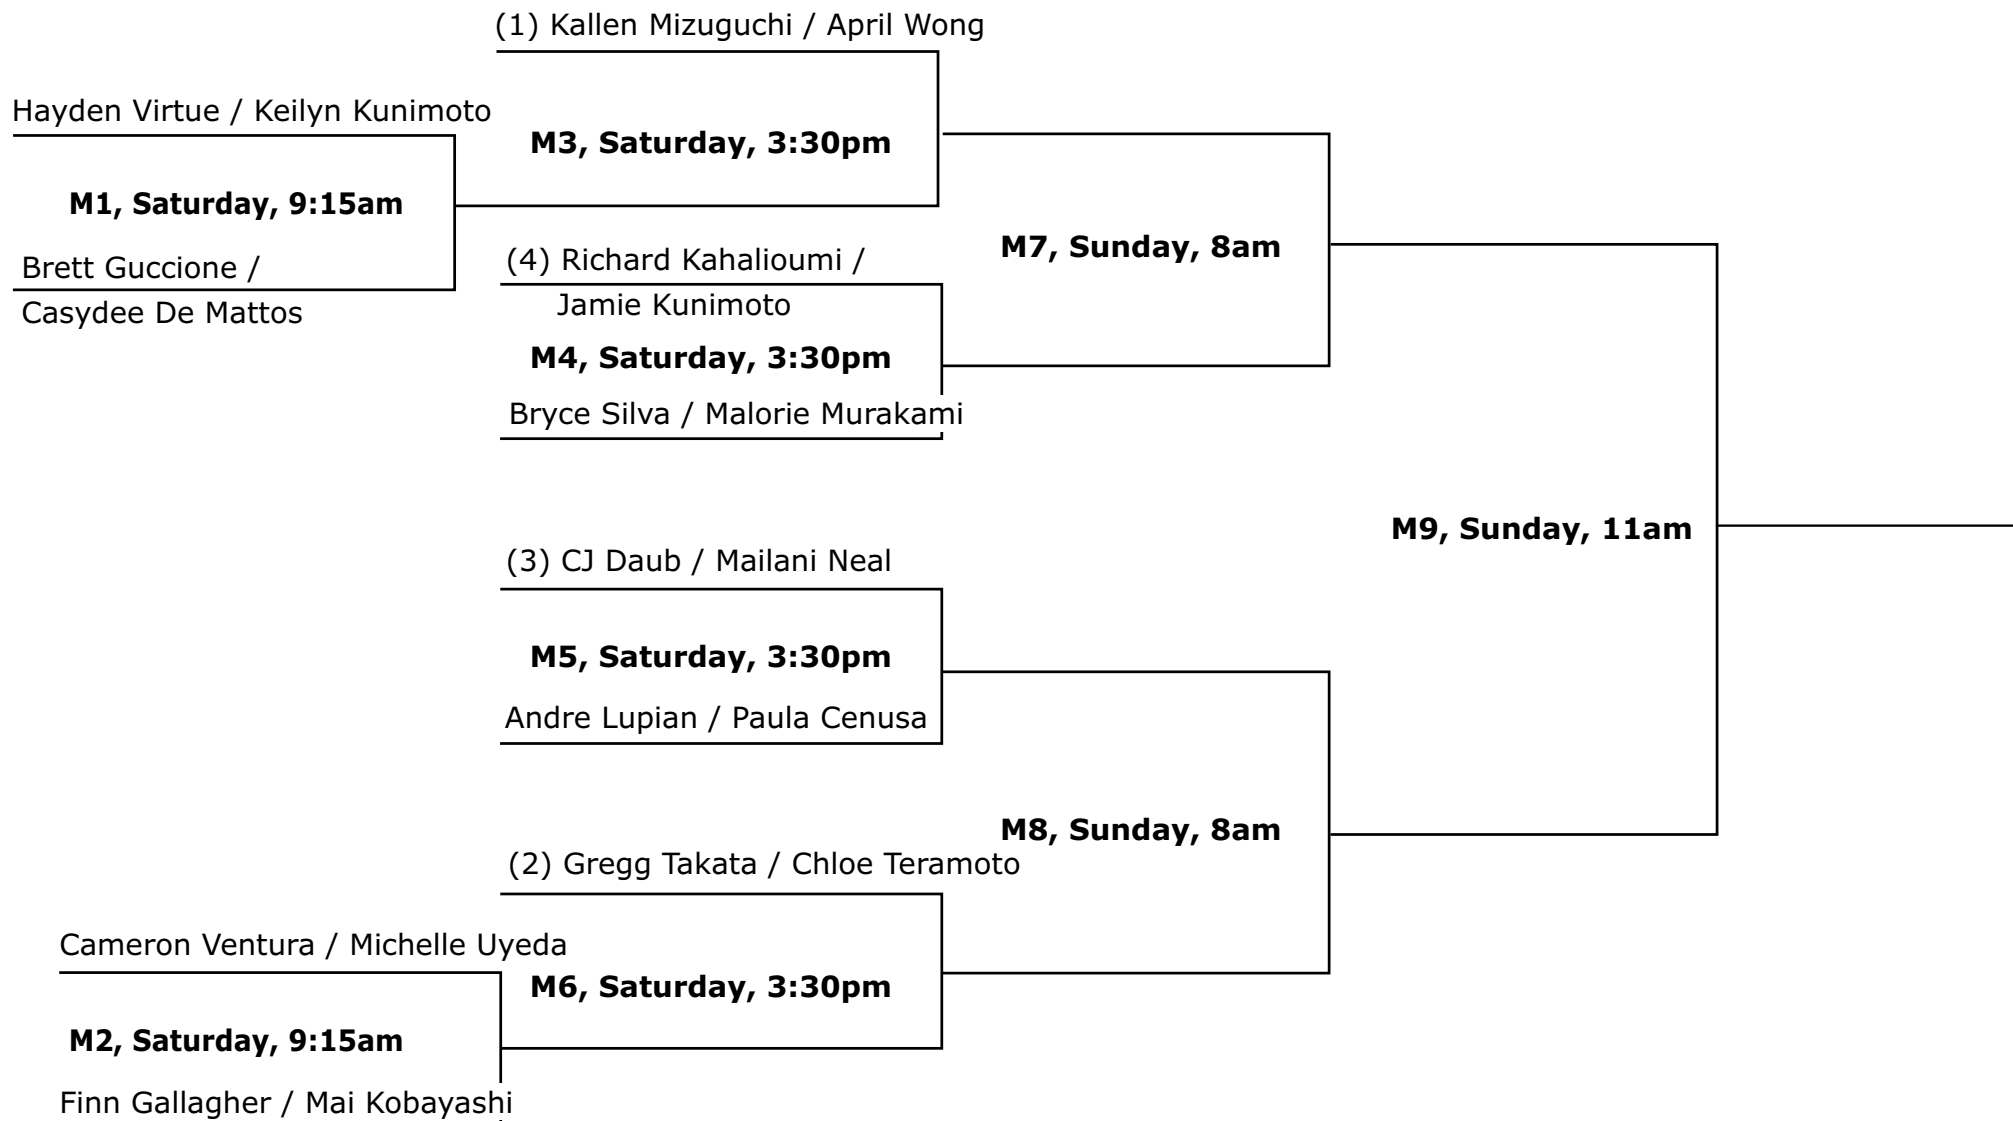 (1) Kallen Mizuguchi / April Wong
Hayden Virtue / Keilyn Kunimoto
M3, Saturday, 3:30pm
M1, Saturday, 9:15am
Brett Guccione /
Casydee De Mattos
(4) Richard Kahalioumi /
Jamie Kunimoto
M7, Sunday, 8am
M4, Saturday, 3:30pm
Bryce Silva / Malorie Murakami
M9, Sunday, 11am
(3) CJ Daub / Mailani Neal
M5, Saturday, 3:30pm
Andre Lupian / Paula Cenusa
M8, Sunday, 8am
(2) Gregg Takata / Chloe Teramoto
Cameron Ventura / Michelle Uyeda
M6, Saturday, 3:30pm
M2, Saturday, 9:15am
Finn Gallagher / Mai Kobayashi